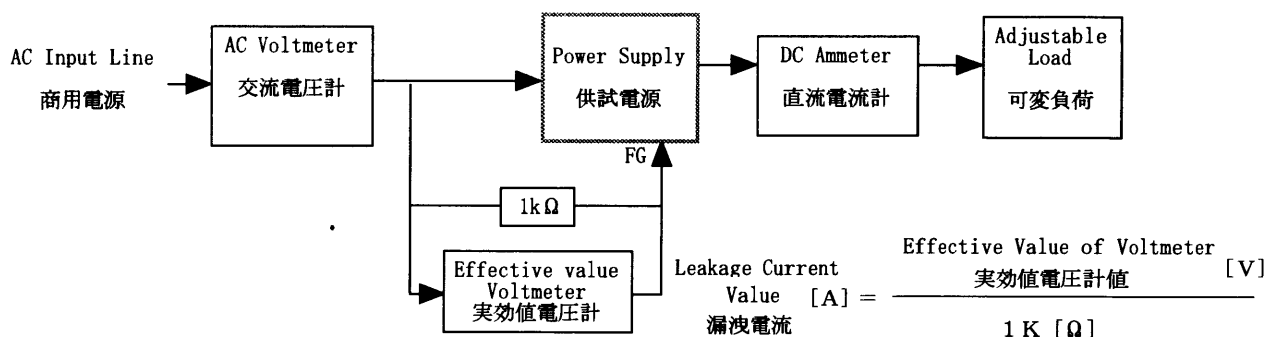 AC Input Line
商用電源
AC Voltmeter
交流電圧計
Power Supply
供試電源
DC Ammeter
直流電流計
Adjustable
Load
可変負荷
FG
1kΩ
Effective value
Voltmeter
実効値電圧計
Leakage Current
Value [A] =
漏洩電流
Effective Value of Voltmeter
実効値電圧計値 [V]
1 K [Ω]